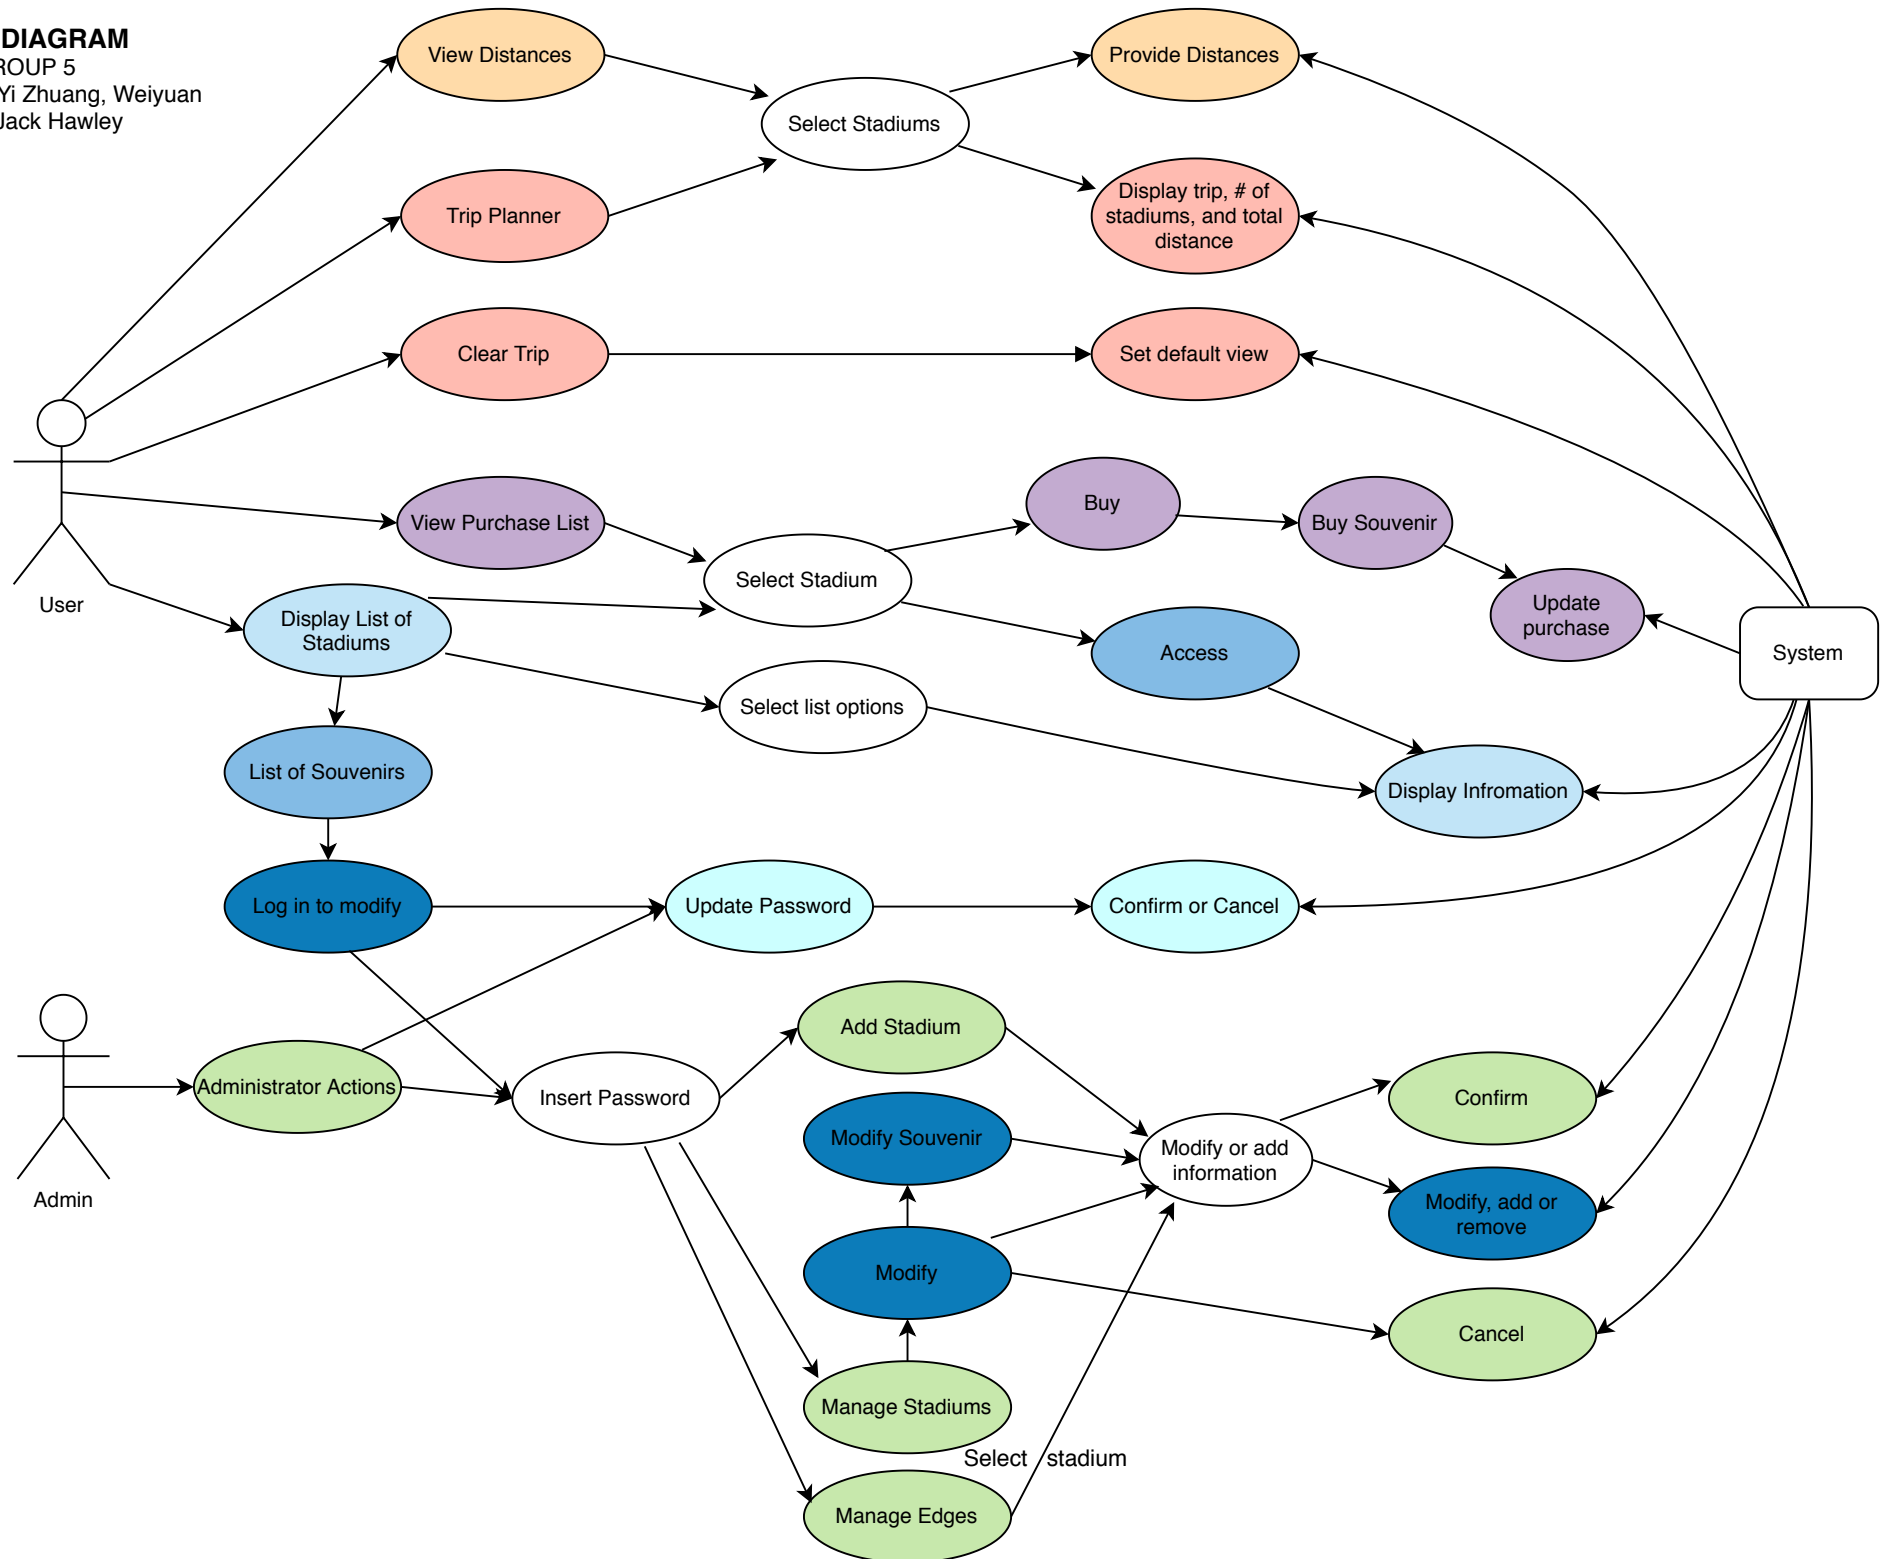 DIAGRAM
ROUP 5
Yi Zhuang, Weiyuan
Jack Hawley
View Distances
Provide Distances
Select Stadiums
Trip Planner
Display trip, # of
stadiums, and total
distance
Clear Trip
Set default view
View Purchase List
Buy
Buy Souvenir
Select Stadium
Update
purchase
User
Display List of
Stadiums
Access
System
Select list options
List of Souvenirs
Display Infromation
Log in to modify
Update Password
Confirm or Cancel
Add Stadium
Administrator Actions
Insert Password
Confirm
Modify Souvenir
Modify or add
information
Admin
Modify, add or
remove
Modify
Cancel
Manage Stadiums
Select stadium
Manage Edges